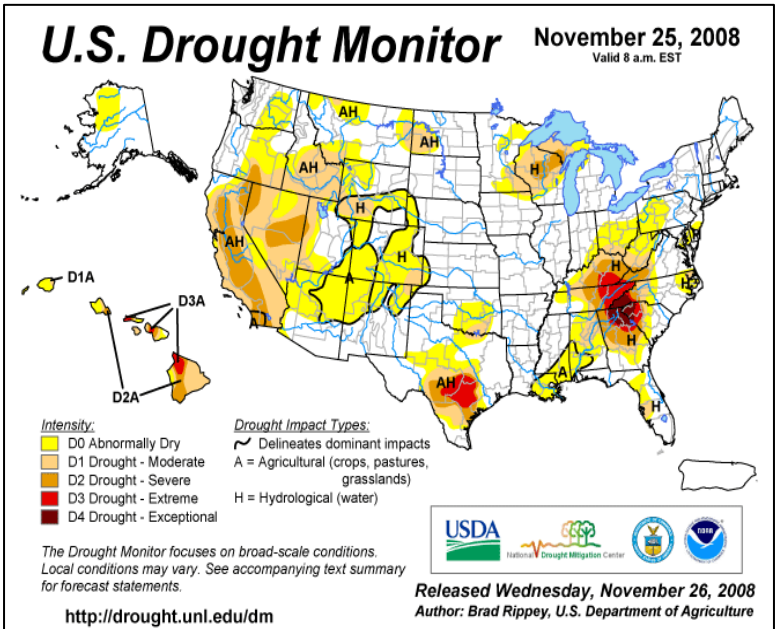 U.S. Drought Monitor
November 25, 2008
Valid 8 a.m. EST
AH
AH
AH
H
H
AH
H
H
A
H
H
A
AH
A
H
D1A
D3A
D2A
Intensity:
D0 Abnormally Dry
D1 Drought - Moderate
D2 Drought - Severe
D3 Drought - Extreme
D4 Drought - Exceptional
Drought Impact Types:
Delineates dominant impacts
A = Agricultural (crops, pastures,
grasslands)
H = Hydrological (water)
USDA
National Drought Mitigation Center
NOAA
The Drought Monitor focuses on broad-scale conditions.
Local conditions may vary. See accompanying text summary
for forecast statements.
Released Wednesday, November 26, 2008
Author: Brad Rippey, U.S. Department of Agriculture
http://drought.unl.edu/dm